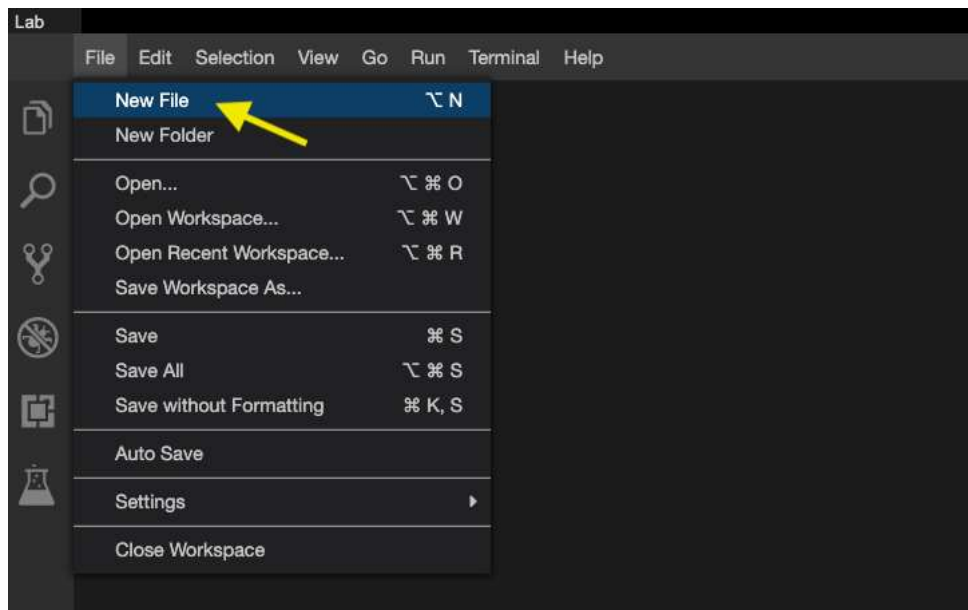 Lab
File Edit Selection View Go Run Terminal Help
New File ⌥ N
New Folder
Open... ⌥ ⌘ O
Open Workspace... ⌥ ⌘ W
Open Recent Workspace... ⌥ ⌘ R
Save Workspace As...
Save ⌘ S
Save All ⌥ ⌘ S
Save without Formatting ⌘ K, S
Auto Save
Settings
Close Workspace